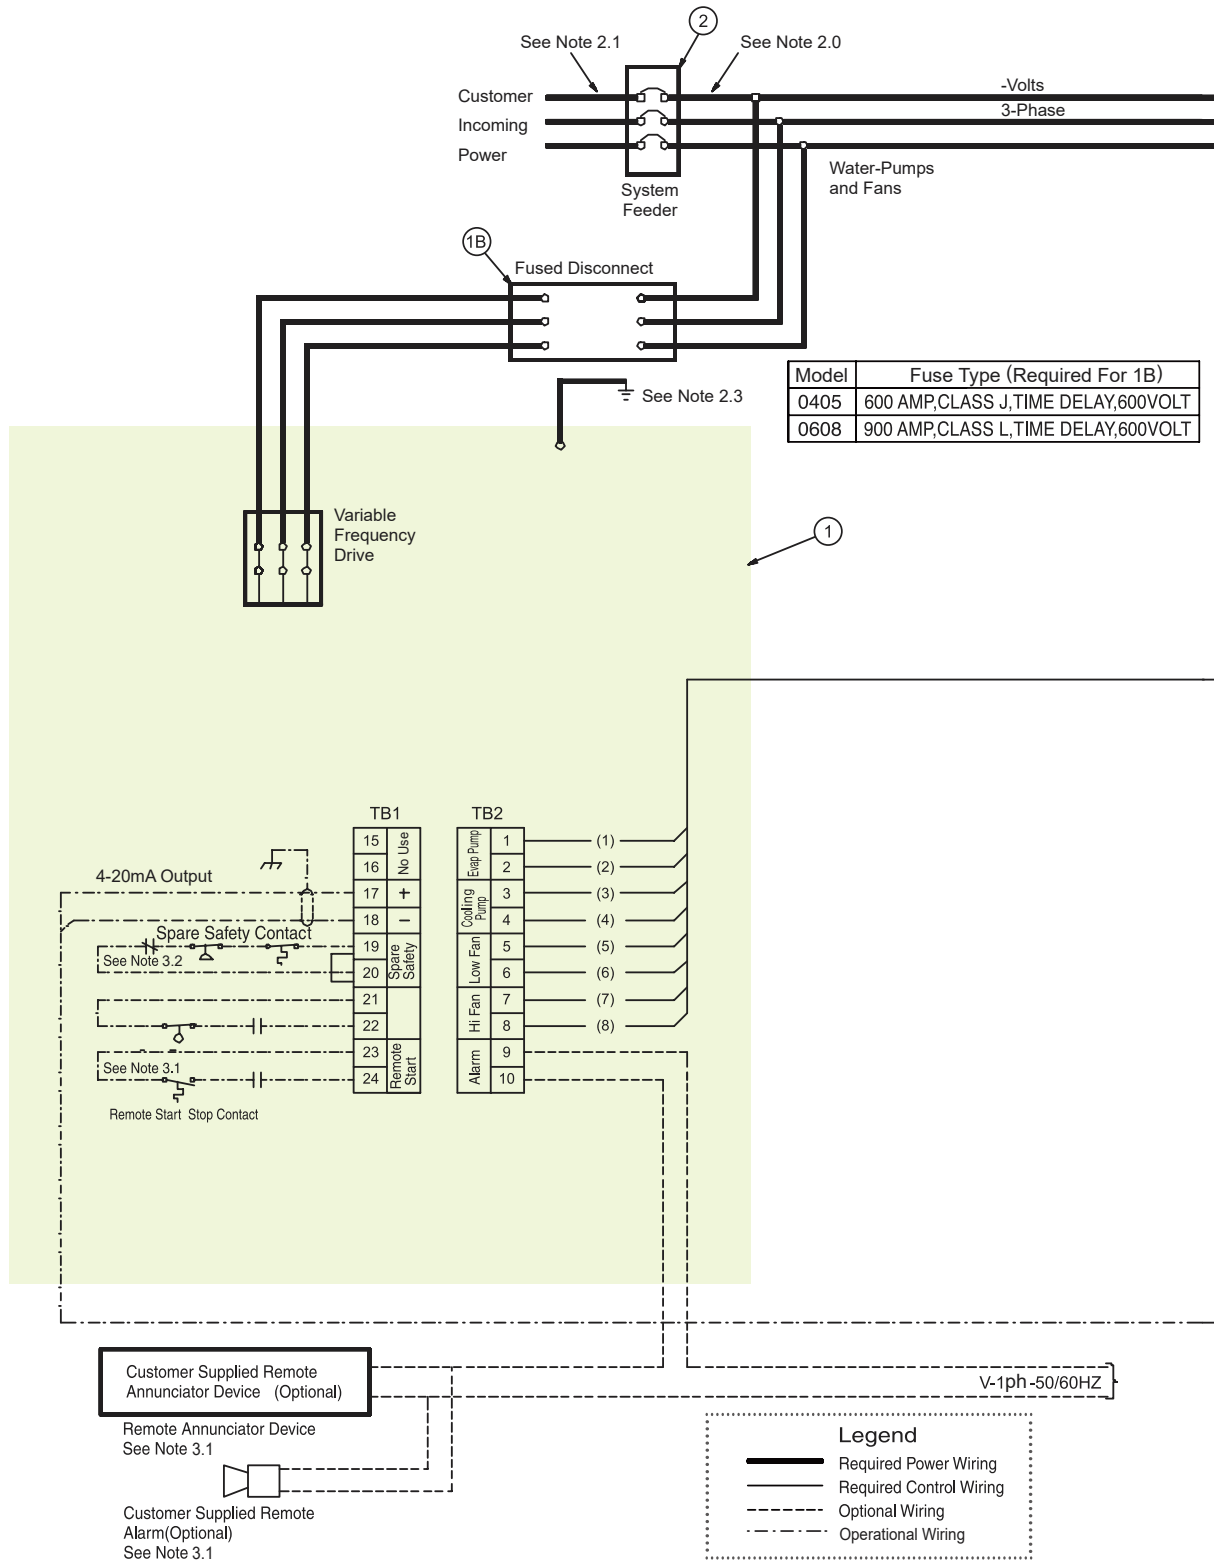 2
See Note 2.1
See Note 2.0
Customer
Incoming
Power
-Volts
3-Phase
System
Feeder
Water-Pumps
and Fans
1B
Fused Disconnect
See Note 2.3
Model Fuse Type (Required For 1B)
0405 600 AMP,CLASS J,TIME DELAY,600VOLT
0608 900 AMP,CLASS L,TIME DELAY,600VOLT
Variable
Frequency
Drive
1
TB1
15
16
No Use
17 +
18 −
19
20
Spare
Safety
21
22
23
24
Remote
Start
4-20mA Output
Spare Safety Contact
See Note 3.2
See Note 3.1
Remote Start Stop Contact
TB2
Evap Pump
1 (1)
2 (2)
Cooling
Pump
3 (3)
4 (4)
Low Fan
5 (5)
6 (6)
Hi Fan
7 (7)
8 (8)
Alarm
9
10
Customer Supplied Remote
Annunciator Device (Optional)
Remote Annunciator Device
See Note 3.1
Customer Supplied Remote
Alarm(Optional)
See Note 3.1
V-1ph-50/60HZ
Legend
Required Power Wiring
Required Control Wiring
Optional Wiring
Operational Wiring